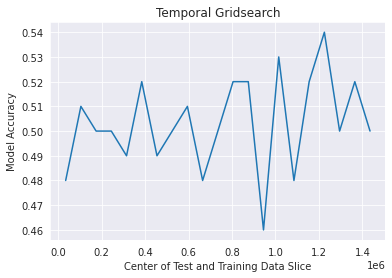 Temporal Gridsearch
Model Accuracy
0.54
0.53
0.52
0.51
0.50
0.49
0.48
0.47
0.46
0.0 0.2 0.4 0.6 0.8 1.0 1.2 1.4
1e6
Center of Test and Training Data Slice